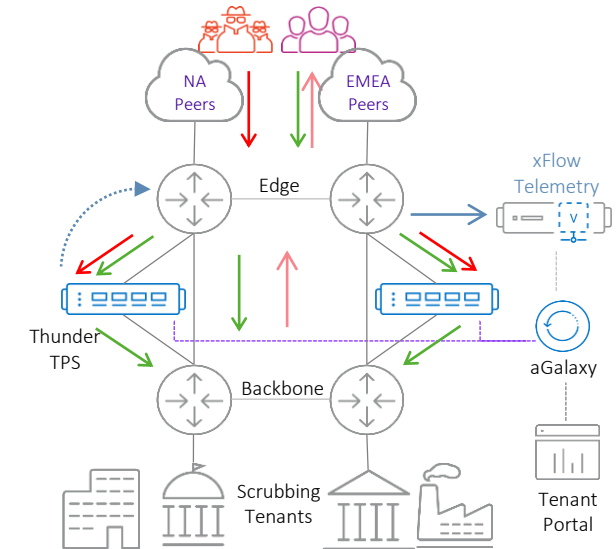 NA
Peers
EMEA
Peers
Edge
xFlow
Telemetry
V
Thunder
TPS
aGalaxy
Backbone
Scrubbing
Tenants
Tenant
Portal